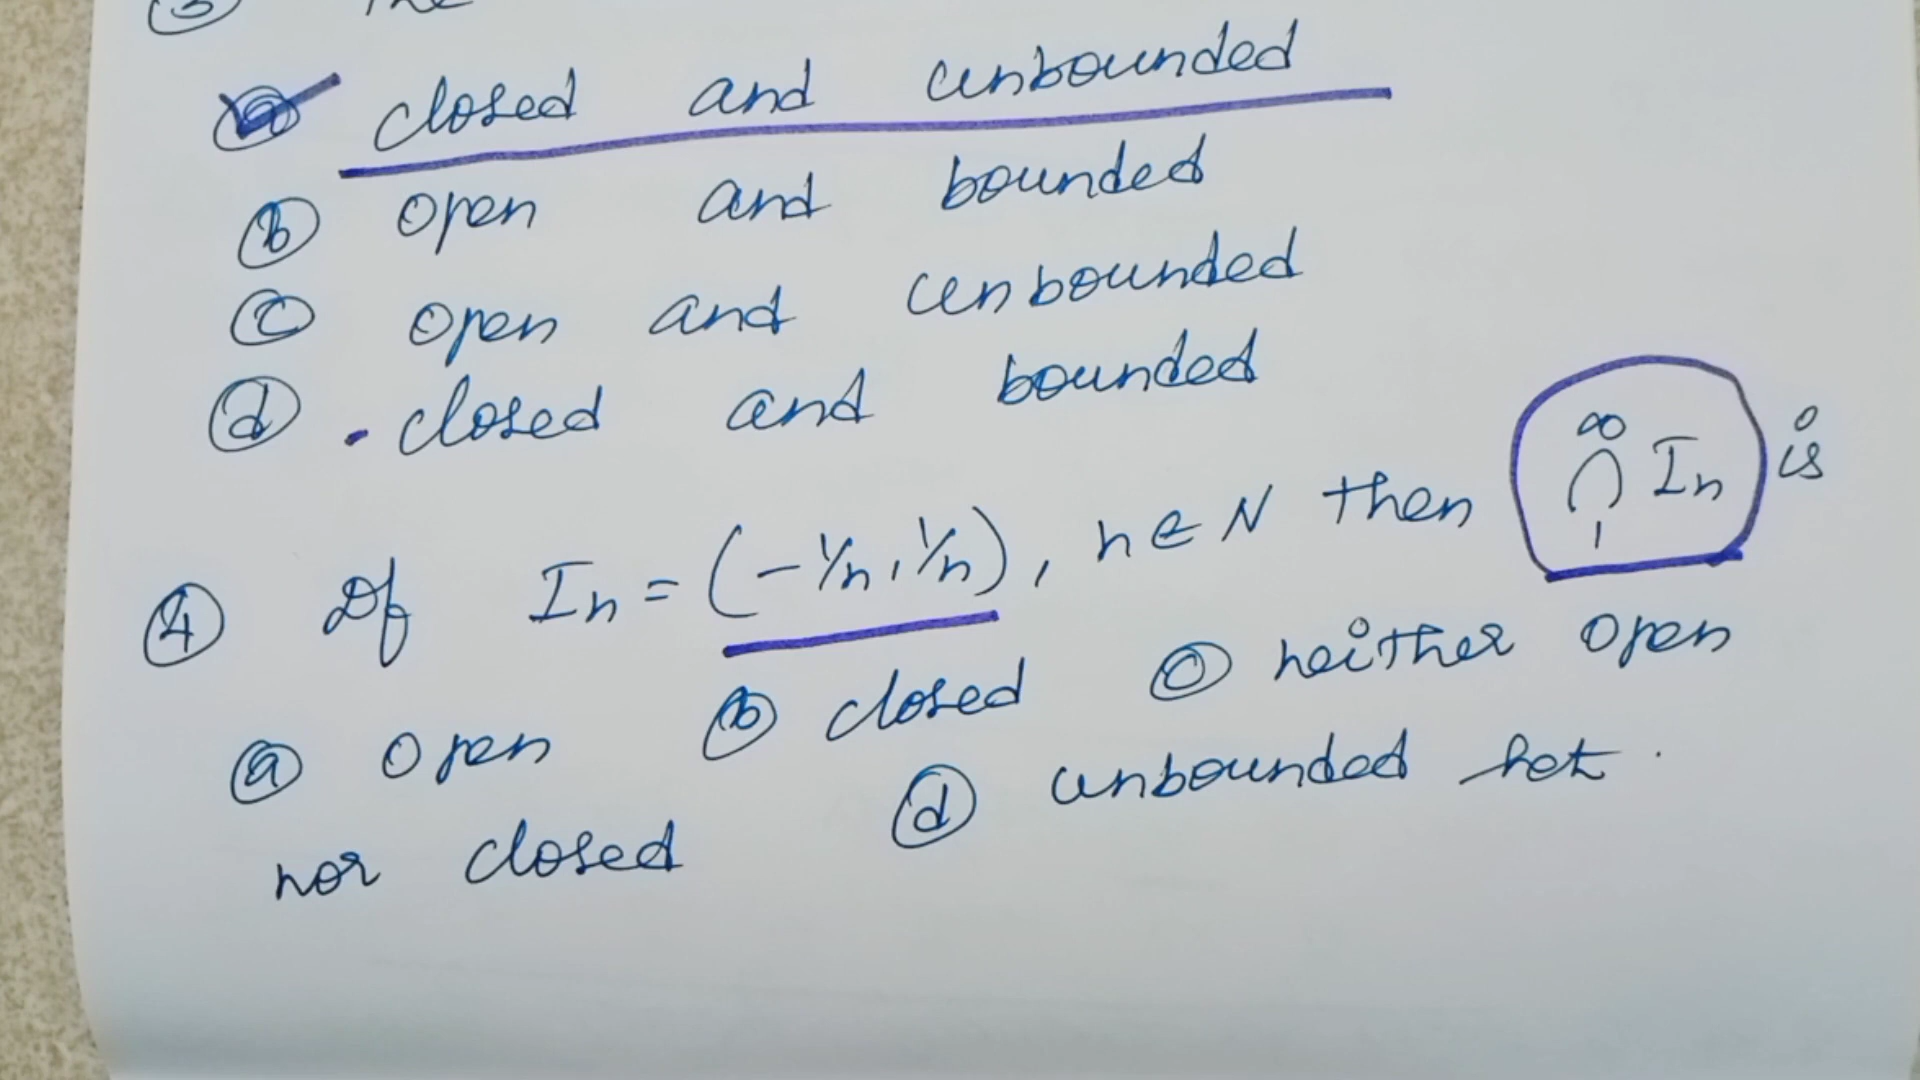 ⓐ closed and unbounded
ⓑ open and bounded
ⓒ open and unbounded
ⓓ closed and bounded
④ If Iₙ = (-1/n, 1/n), n ∈ N then ∞ ∩ 1 Iₙ is
ⓐ open ⓑ closed ⓒ neither open
nor closed ⓓ unbounded set.